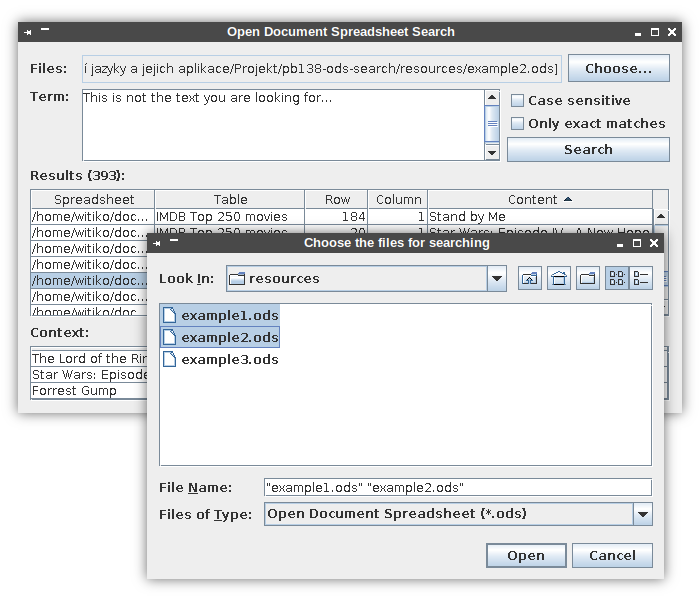 Open Document Spreadsheet Search
Files: í jazyky a jejich aplikace/Projekt/pb138-ods-search/resources/example2.ods] Choose...
Term: This is not the text you are looking for...
Case sensitive
Only exact matches
Search
Results (393):
Spreadsheet Table Row Column Content
/home/witiko/doc... IMDB Top 250 movies 184 1 Stand by Me
/home/witiko/doc... IMDB Top 250 movies 20 1 Star Wars: Episode IV - A New Hope
/home/witiko/doc...
/home/witiko/doc...
/home/witiko/doc...
/home/witiko/doc...
/home/witiko/doc...
Context:
The Lord of the Rin
Star Wars: Episode
Forrest Gump
Choose the files for searching
Look In: resources
example1.ods
example2.ods
example3.ods
File Name: "example1.ods" "example2.ods"
Files of Type: Open Document Spreadsheet (*.ods)
Open Cancel